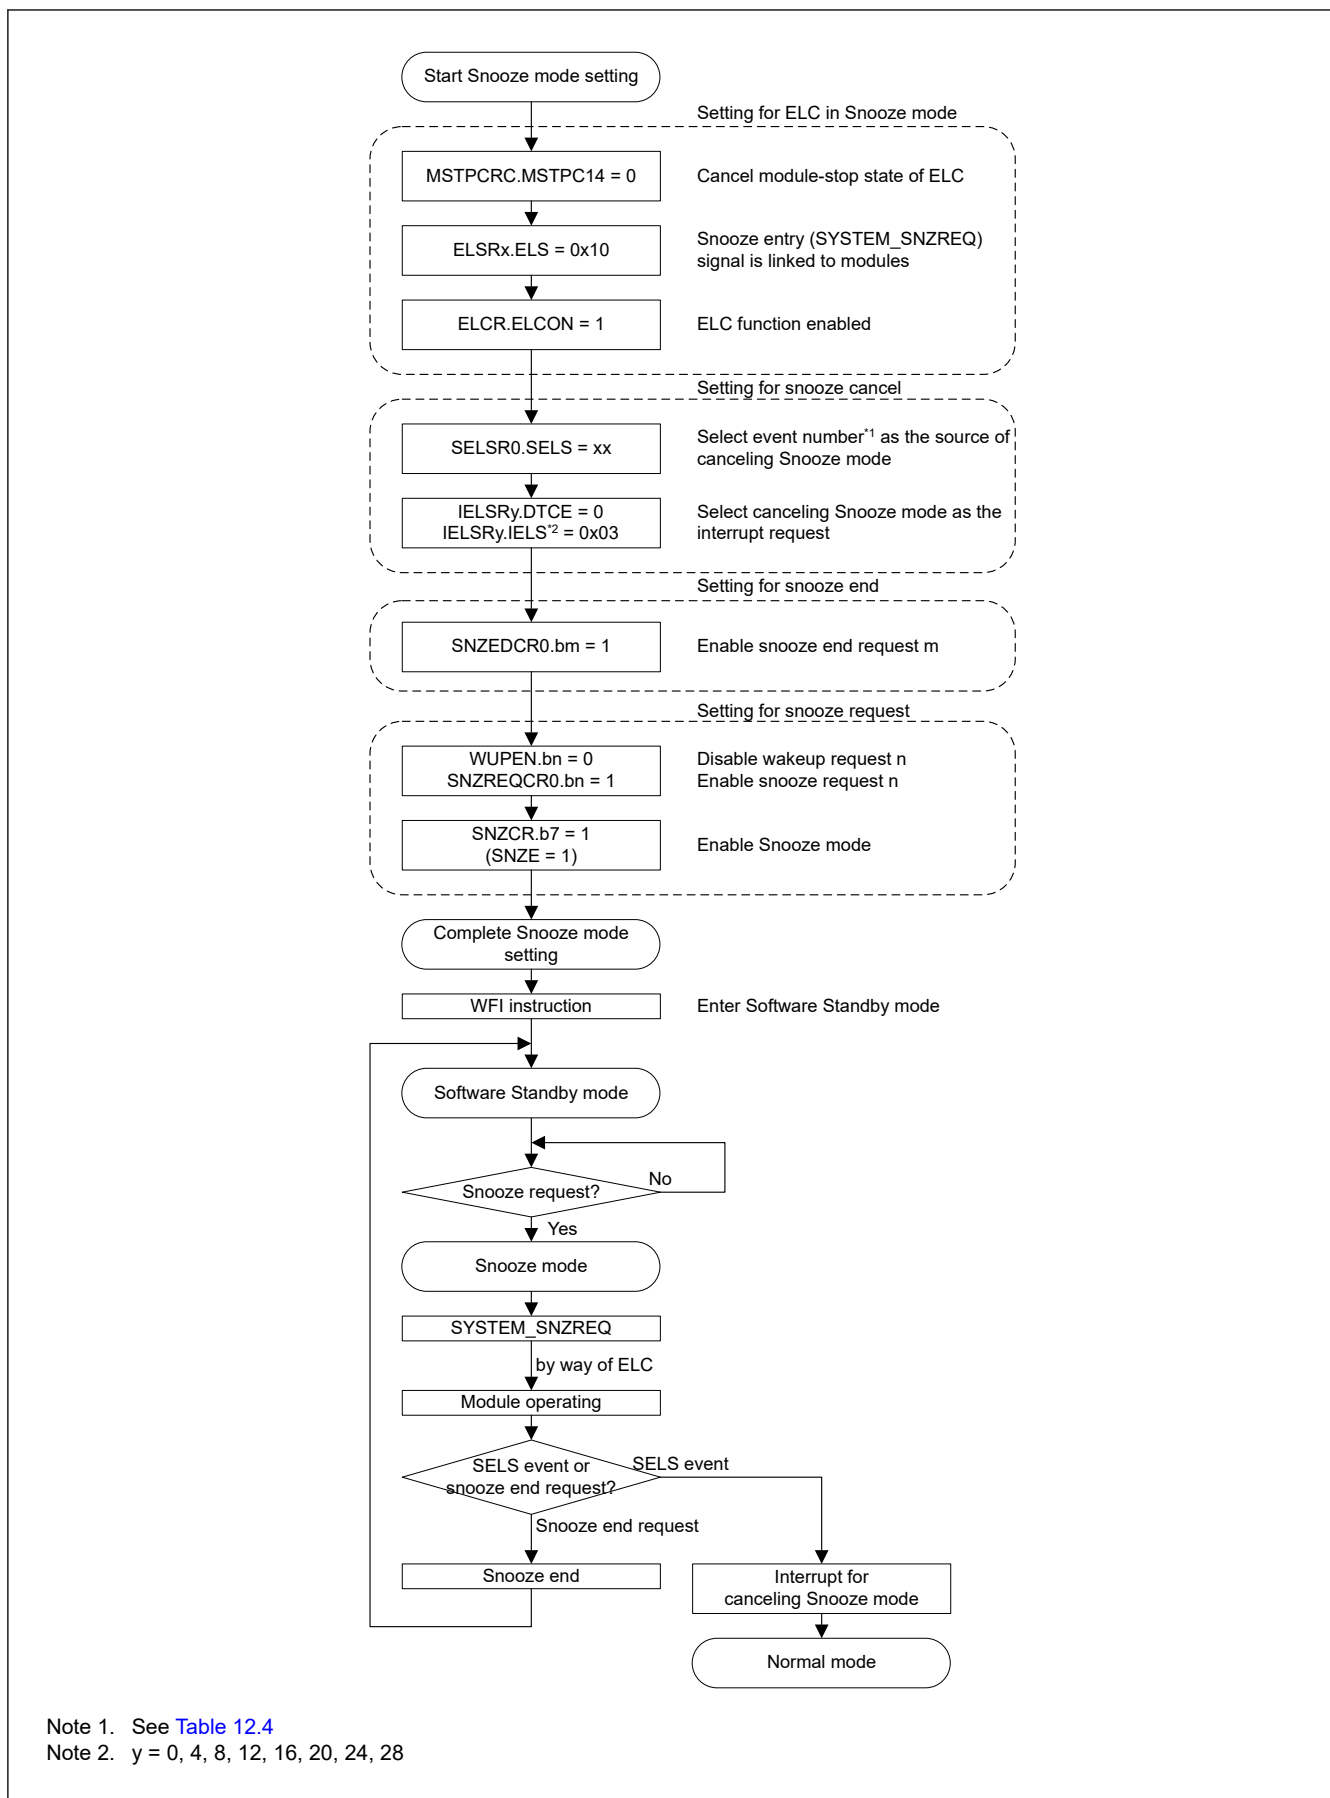 Start Snooze mode setting
Setting for ELC in Snooze mode
MSTPCRC.MSTPC14 = 0
Cancel module-stop state of ELC
ELSRx.ELS = 0x10
Snooze entry (SYSTEM_SNZREQ)
signal is linked to modules
ELCR.ELCON = 1
ELC function enabled
Setting for snooze cancel
SELSR0.SELS = xx
Select event number*1 as the source of
canceling Snooze mode
IELSRy.DTCE = 0
IELSRy.IELS*2 = 0x03
Select canceling Snooze mode as the
interrupt request
Setting for snooze end
SNZEDCR0.bm = 1
Enable snooze end request m
Setting for snooze request
WUPEN.bn = 0
SNZREQCR0.bn = 1
Disable wakeup request n
Enable snooze request n
SNZCR.b7 = 1
(SNZE = 1)
Enable Snooze mode
Complete Snooze mode
setting
WFI instruction
Enter Software Standby mode
Software Standby mode
Snooze request?
No
Yes
Snooze mode
SYSTEM_SNZREQ
by way of ELC
Module operating
SELS event or
snooze end request?
SELS event
Snooze end request
Snooze end
Interrupt for
canceling Snooze mode
Normal mode
Note 1. See Table 12.4
Note 2. y = 0, 4, 8, 12, 16, 20, 24, 28